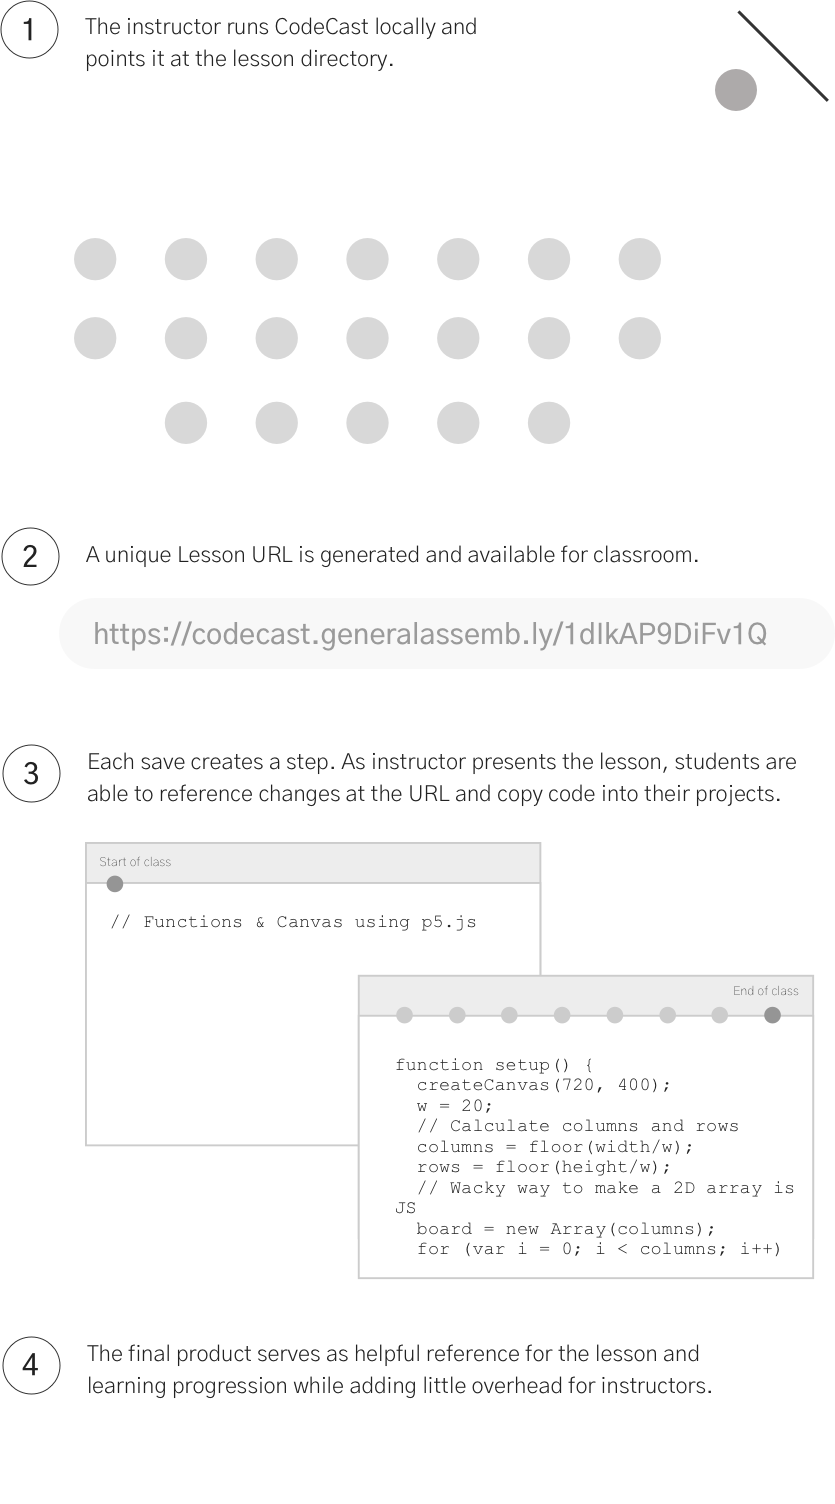 1
The instructor runs CodeCast locally and
points it at the lesson directory.
2
A unique Lesson URL is generated and available for classroom.
https://codecast.generalassemb.ly/1dIkAP9DiFv1Q
3
Each save creates a step. As instructor presents the lesson, students are
able to reference changes at the URL and copy code into their projects.
Start of class
// Functions & Canvas using p5.js
End of class
function setup() {
  createCanvas(720, 400);
  w = 20;
  // Calculate columns and rows
  columns = floor(width/w);
  rows = floor(height/w);
  // Wacky way to make a 2D array is
JS
  board = new Array(columns);
  for (var i = 0; i < columns; i++)
4
The final product serves as helpful reference for the lesson and
learning progression while adding little overhead for instructors.